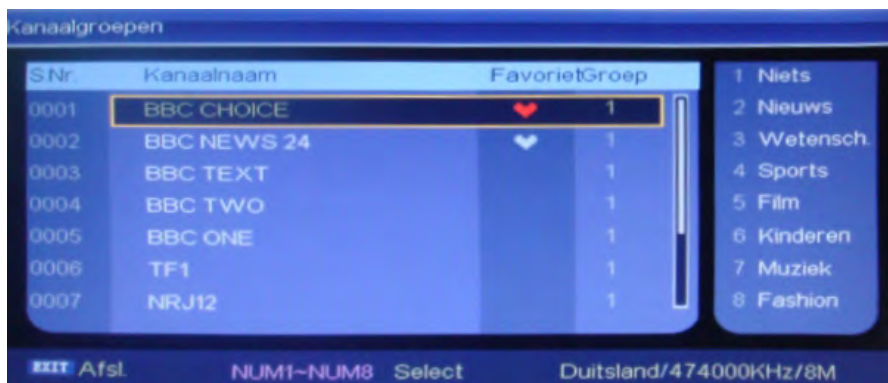 Kanaalgroepen
S.Nr. Kanaalnaam FavorietGroep
0001 BBC CHOICE 1
0002 BBC NEWS 24 1
0003 BBC TEXT 1
0004 BBC TWO 1
0005 BBC ONE 1
0006 TF1 1
0007 NRJ12 1
1 Niets
2 Nieuws
3 Wetensch.
4 Sports
5 Film
6 Kinderen
7 Muziek
8 Fashion
EXIT Afsl. NUM1~NUM8 Select Duitsland/474000KHz/8M